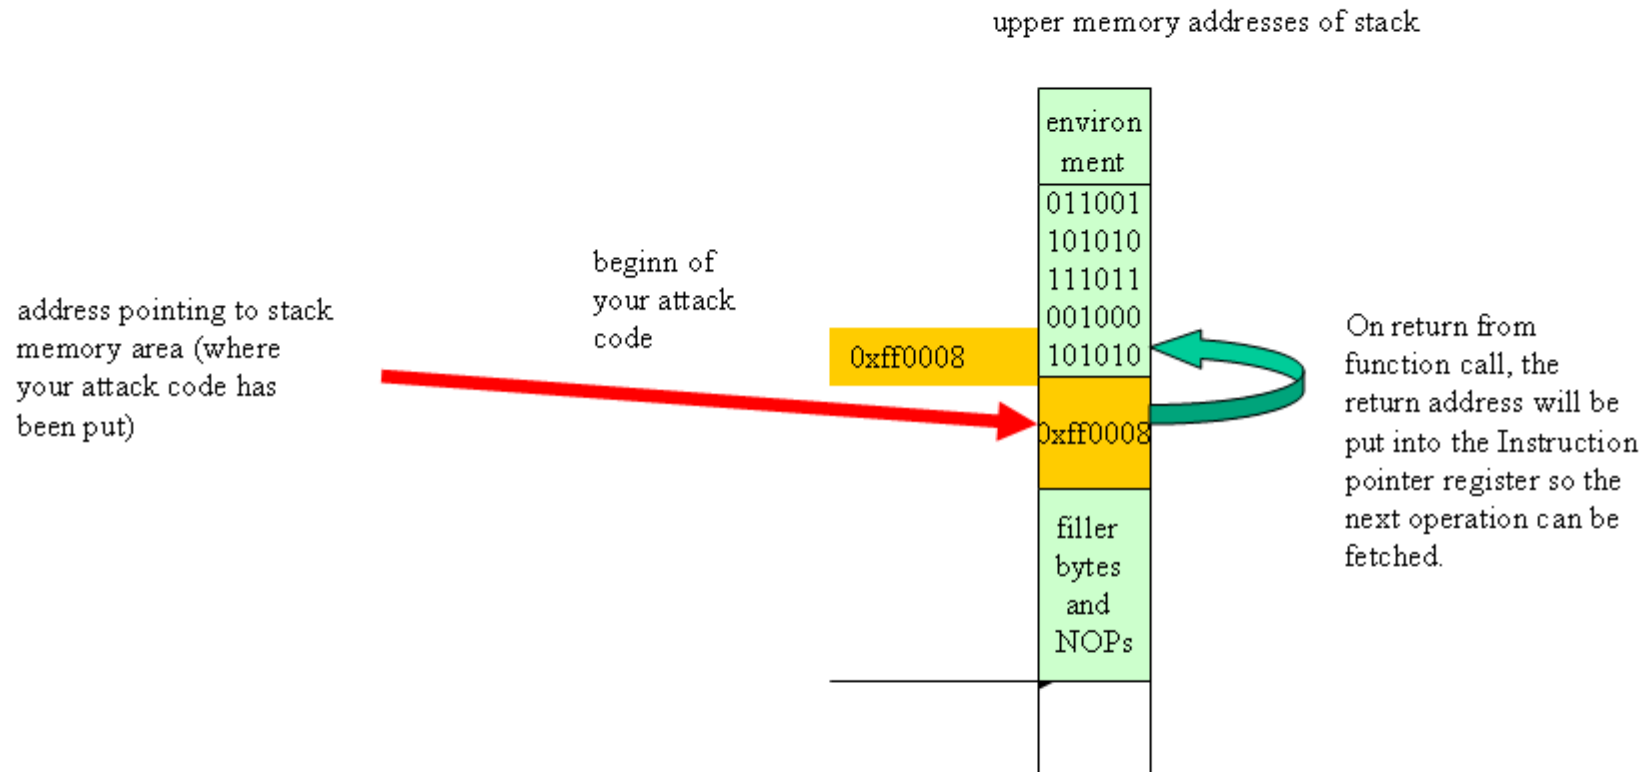 upper memory addresses of stack
environ
ment
011001
101010
111011
001000
101010
beginn of
your attack
code
address pointing to stack
memory area (where
your attack code has
been put)
0xff0008
0xff0008
On return from
function call, the
return address will be
put into the Instruction
pointer register so the
next operation can be
fetched.
filler
bytes
and
NOPs